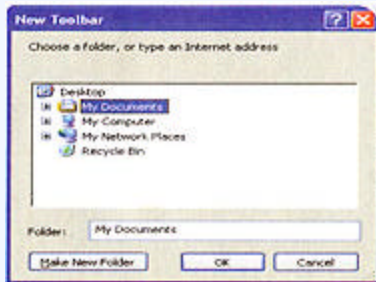 New Toolbar
Choose a folder, or type an Internet address
Desktop
My Documents
My Computer
My Network Places
Recycle Bin
Folder: My Documents
Make New Folder OK Cancel